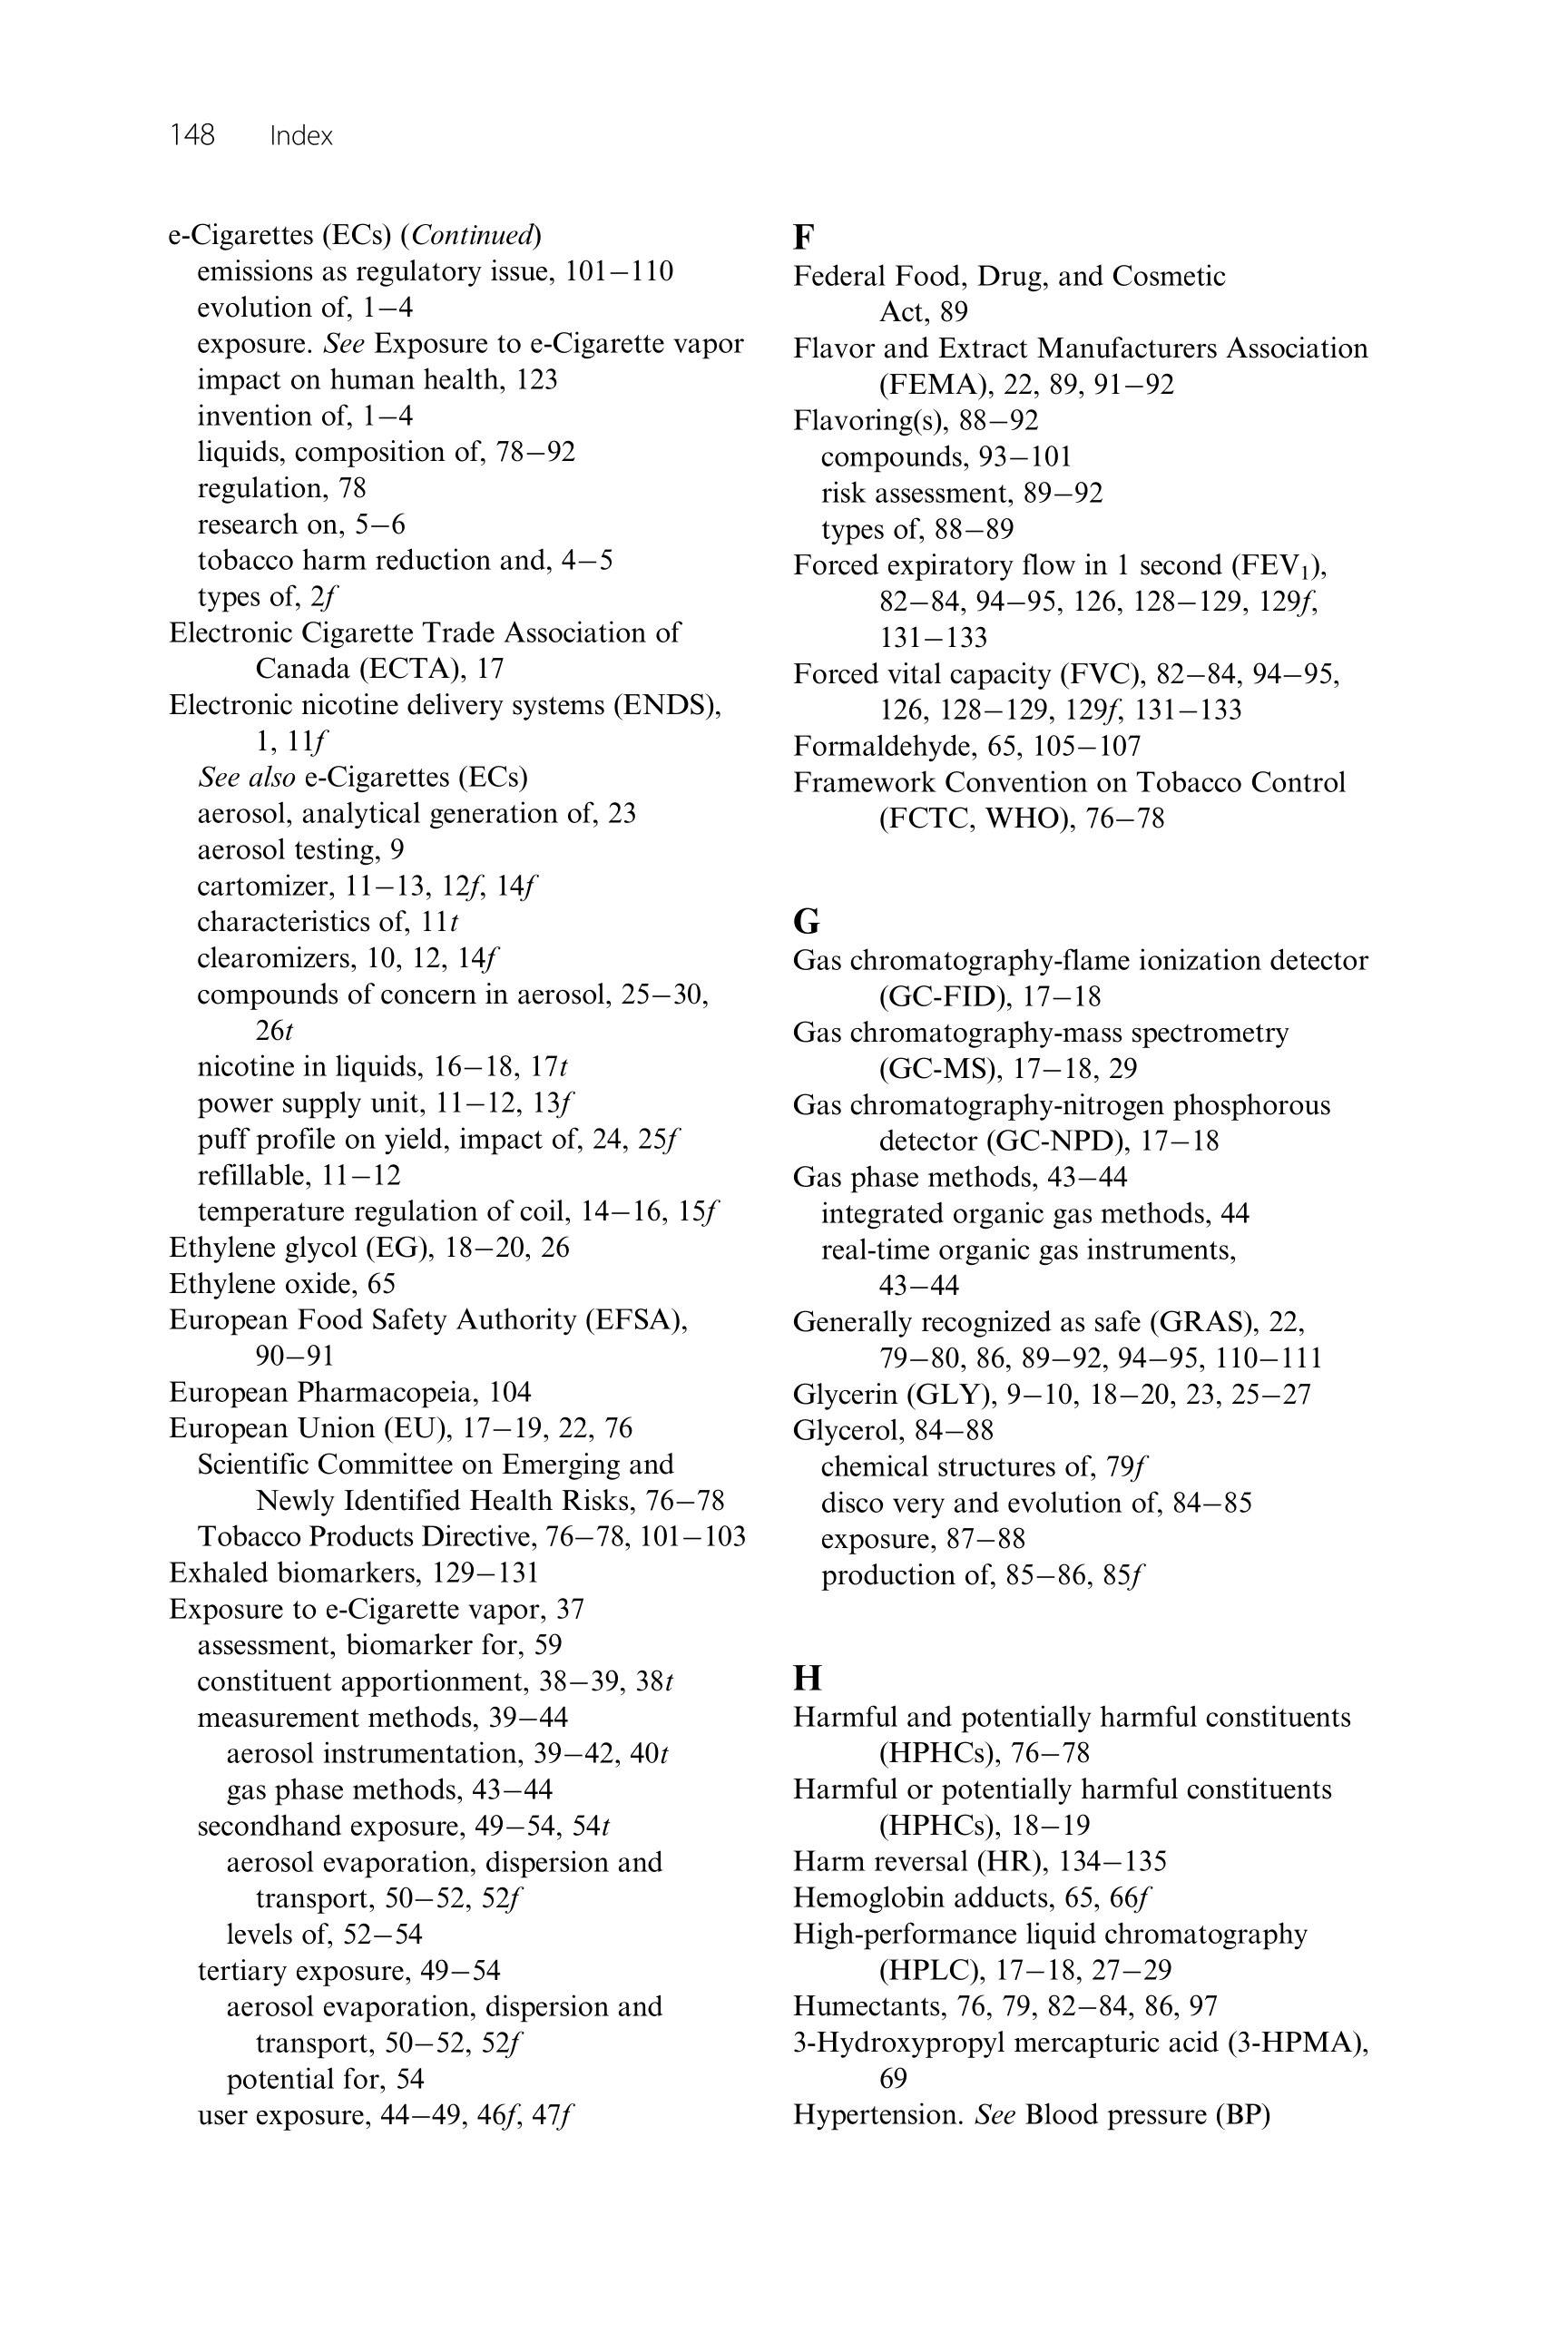 148 Index
e-Cigarettes (ECs) (Continued)
emissions as regulatory issue, 101–110
evolution of, 1–4
exposure. See Exposure to e-Cigarette vapor
impact on human health, 123
invention of, 1–4
liquids, composition of, 78–92
regulation, 78
research on, 5–6
tobacco harm reduction and, 4–5
types of, 2f
Electronic Cigarette Trade Association of
Canada (ECTA), 17
Electronic nicotine delivery systems (ENDS),
1, 11f
See also e-Cigarettes (ECs)
aerosol, analytical generation of, 23
aerosol testing, 9
cartomizer, 11–13, 12f, 14f
characteristics of, 11t
clearomizers, 10, 12, 14f
compounds of concern in aerosol, 25–30,
26t
nicotine in liquids, 16–18, 17t
power supply unit, 11–12, 13f
puff profile on yield, impact of, 24, 25f
refillable, 11–12
temperature regulation of coil, 14–16, 15f
Ethylene glycol (EG), 18–20, 26
Ethylene oxide, 65
European Food Safety Authority (EFSA),
90–91
European Pharmacopeia, 104
European Union (EU), 17–19, 22, 76
Scientific Committee on Emerging and
Newly Identified Health Risks, 76–78
Tobacco Products Directive, 76–78, 101–103
Exhaled biomarkers, 129–131
Exposure to e-Cigarette vapor, 37
assessment, biomarker for, 59
constituent apportionment, 38–39, 38t
measurement methods, 39–44
aerosol instrumentation, 39–42, 40t
gas phase methods, 43–44
secondhand exposure, 49–54, 54t
aerosol evaporation, dispersion and
transport, 50–52, 52f
levels of, 52–54
tertiary exposure, 49–54
aerosol evaporation, dispersion and
transport, 50–52, 52f
potential for, 54
user exposure, 44–49, 46f, 47f
F
Federal Food, Drug, and Cosmetic
Act, 89
Flavor and Extract Manufacturers Association
(FEMA), 22, 89, 91–92
Flavoring(s), 88–92
compounds, 93–101
risk assessment, 89–92
types of, 88–89
Forced expiratory flow in 1 second (FEV₁),
82–84, 94–95, 126, 128–129, 129f,
131–133
Forced vital capacity (FVC), 82–84, 94–95,
126, 128–129, 129f, 131–133
Formaldehyde, 65, 105–107
Framework Convention on Tobacco Control
(FCTC, WHO), 76–78
G
Gas chromatography-flame ionization detector
(GC-FID), 17–18
Gas chromatography-mass spectrometry
(GC-MS), 17–18, 29
Gas chromatography-nitrogen phosphorous
detector (GC-NPD), 17–18
Gas phase methods, 43–44
integrated organic gas methods, 44
real-time organic gas instruments,
43–44
Generally recognized as safe (GRAS), 22,
79–80, 86, 89–92, 94–95, 110–111
Glycerin (GLY), 9–10, 18–20, 23, 25–27
Glycerol, 84–88
chemical structures of, 79f
disco very and evolution of, 84–85
exposure, 87–88
production of, 85–86, 85f
H
Harmful and potentially harmful constituents
(HPHCs), 76–78
Harmful or potentially harmful constituents
(HPHCs), 18–19
Harm reversal (HR), 134–135
Hemoglobin adducts, 65, 66f
High-performance liquid chromatography
(HPLC), 17–18, 27–29
Humectants, 76, 79, 82–84, 86, 97
3-Hydroxypropyl mercapturic acid (3-HPMA),
69
Hypertension. See Blood pressure (BP)